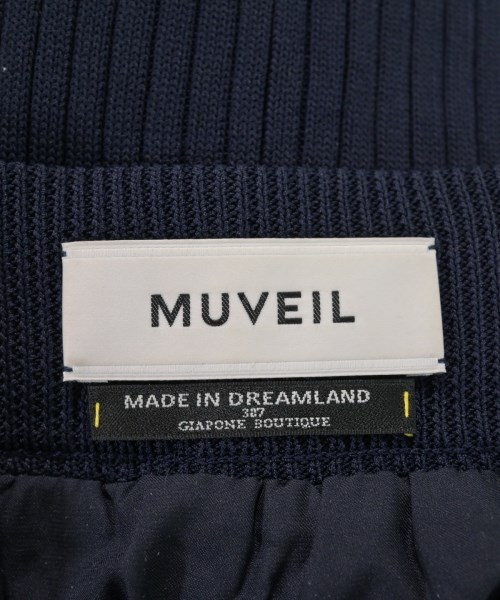 MUVEIL
MADE IN DREAMLAND
387
GIAPONE BOUTIQUE